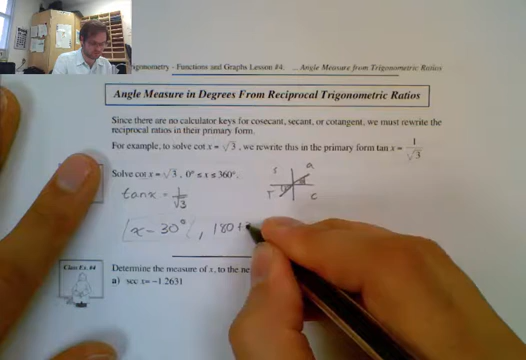 Trigonometry - Functions and Graphs Lesson #4: ... Angle Measure from Trigonometric Ratios
Angle Measure in Degrees From Reciprocal Trigonometric Ratios
Since there are no calculator keys for cosecant, secant, or cotangent, we must rewrite the
reciprocal ratios in their primary form.
For example, to solve cot x = √3, we rewrite this in the primary form tan x = 1/√3
Solve cot x = √3, 0° ≤ x ≤ 360°.
S A
T C
tan x = 1/√3
x = 30°, 180+
Class Ex. #4
Determine the measure of x, to the ne
a) sec x = -1.2631